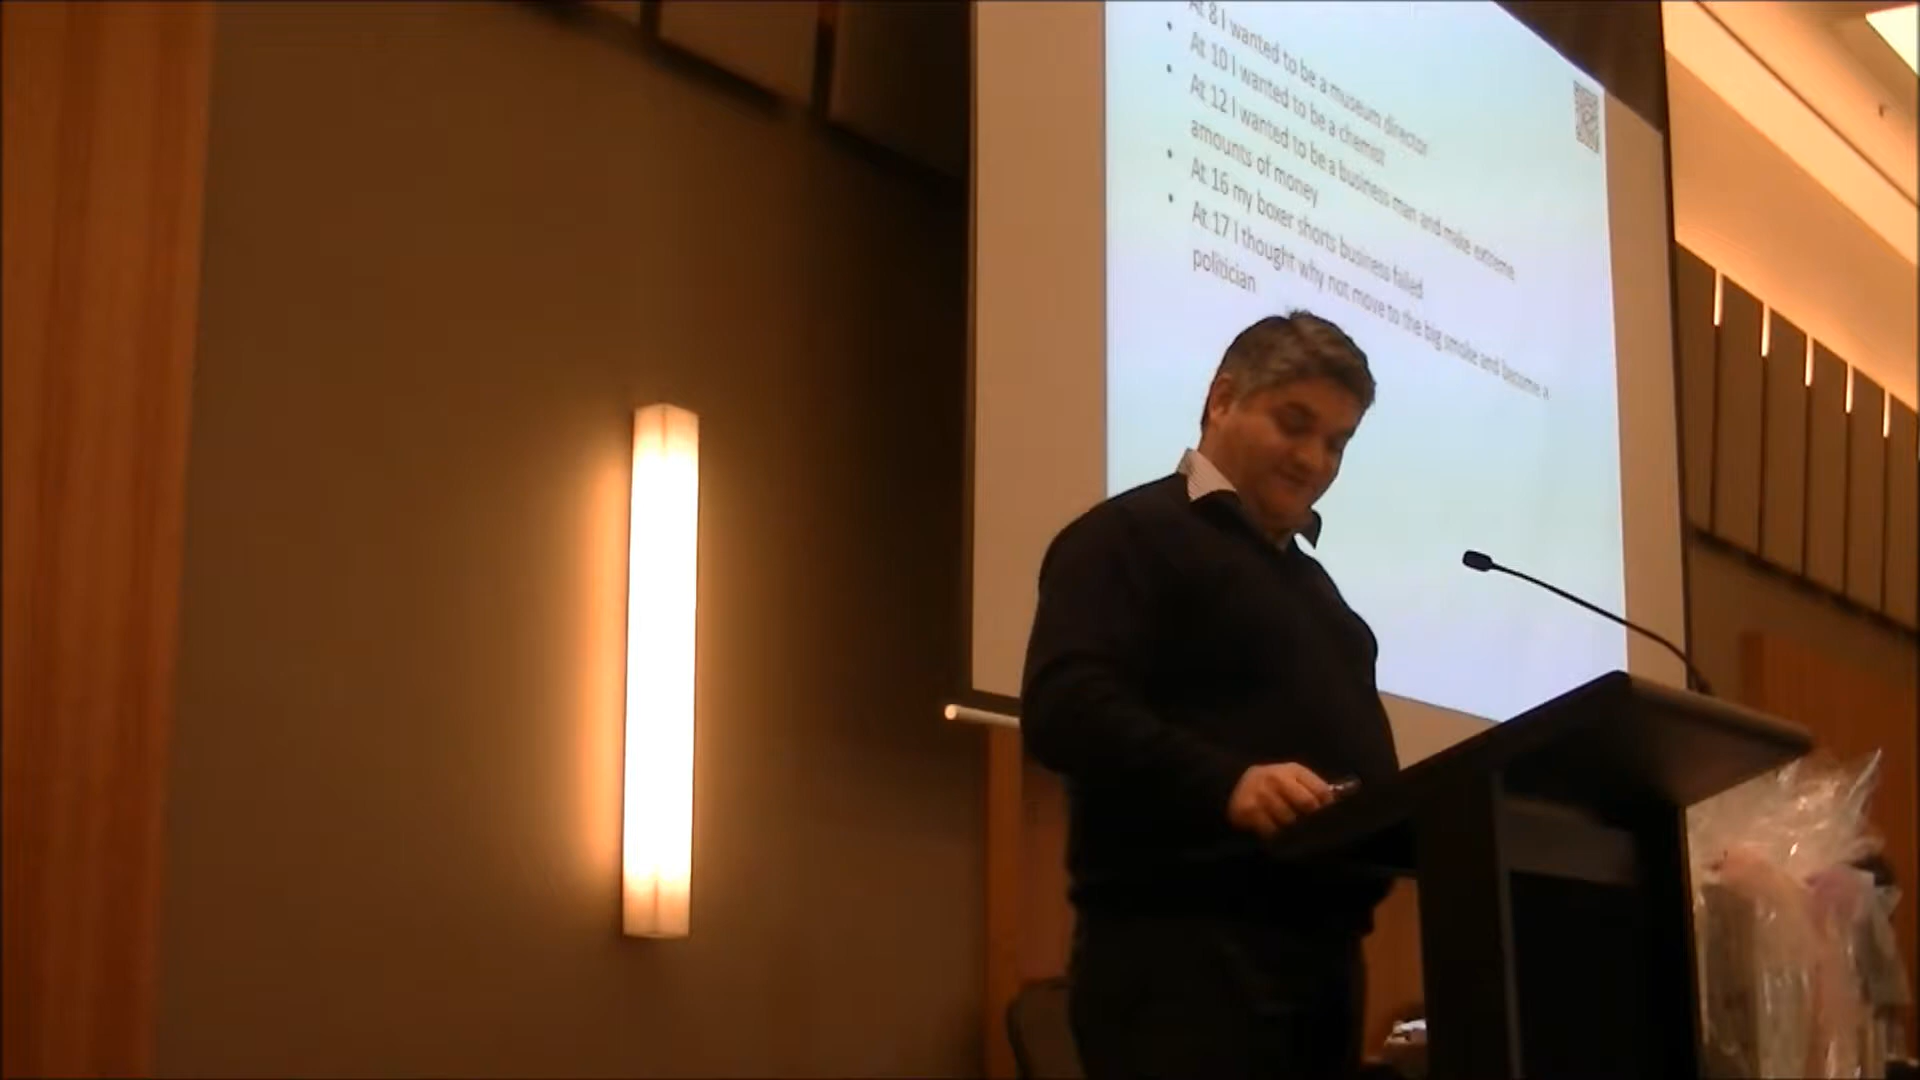 At 8 I wanted to be a museum director
• At 10 I wanted to be a chemist
• At 12 I wanted to be a business man and make extreme
amounts of money
• At 16 my boxer shorts business failed
• At 17 I thought why not move to the big smoke and become a
politician